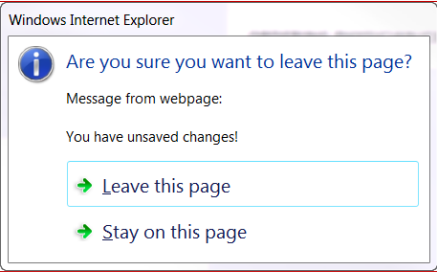 Windows Internet Explorer
Are you sure you want to leave this page?
Message from webpage:
You have unsaved changes!
Leave this page
Stay on this page